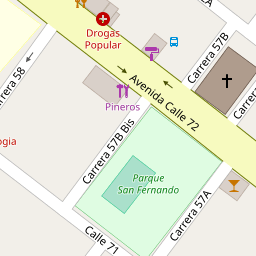 Drogas
Popular
Carrera 57B
Carrera 58
Avenida Calle 72
Pineros
Carrera 57B Bis
ogia
Parque
San Fernando
Carrera 57A
Calle 71